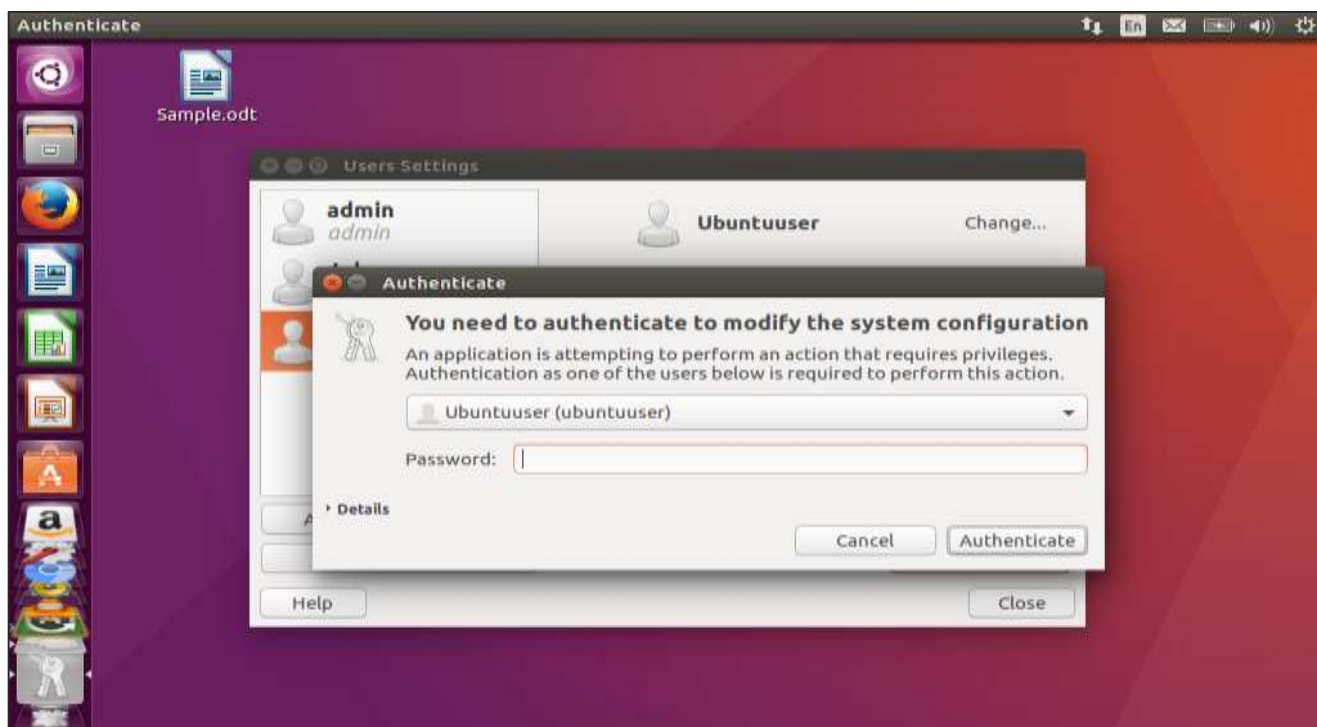 Authenticate
En
Sample.odt
Users Settings
admin
admin
Ubuntuuser
Change...
Authenticate
You need to authenticate to modify the system configuration
An application is attempting to perform an action that requires privileges.
Authentication as one of the users below is required to perform this action.
Ubuntuuser (ubuntuuser)
Password:
Details
Cancel
Authenticate
Help
Close